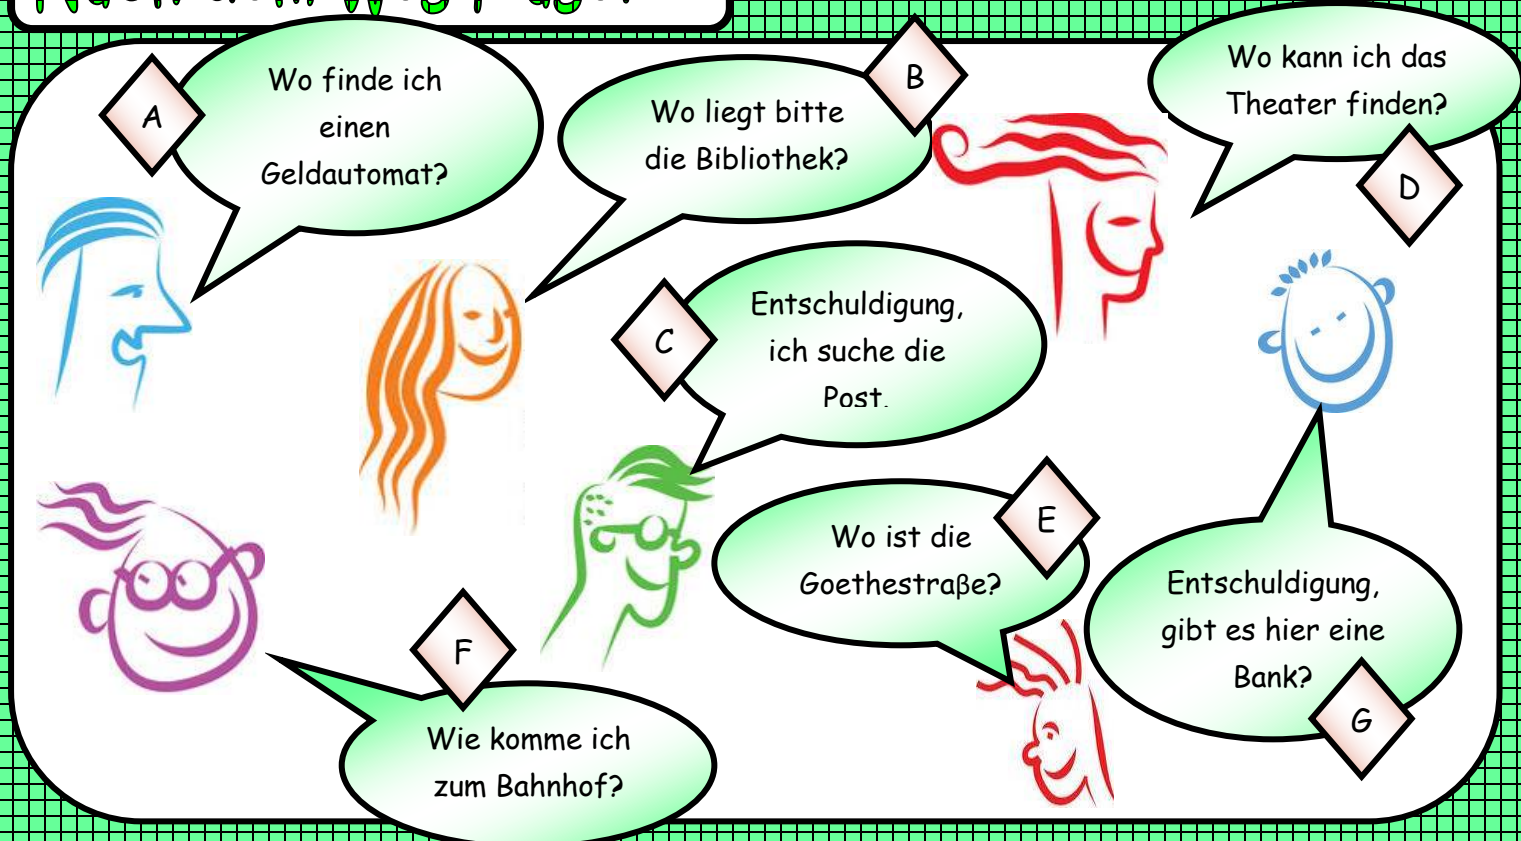 A
Wo finde ich
einen
Geldautomat?
B
Wo liegt bitte
die Bibliothek?
Wo kann ich das
Theater finden?
D
C
Entschuldigung,
ich suche die
Post.
E
Wo ist die
Goethestraße?
Entschuldigung,
gibt es hier eine
Bank?
G
F
Wie komme ich
zum Bahnhof?